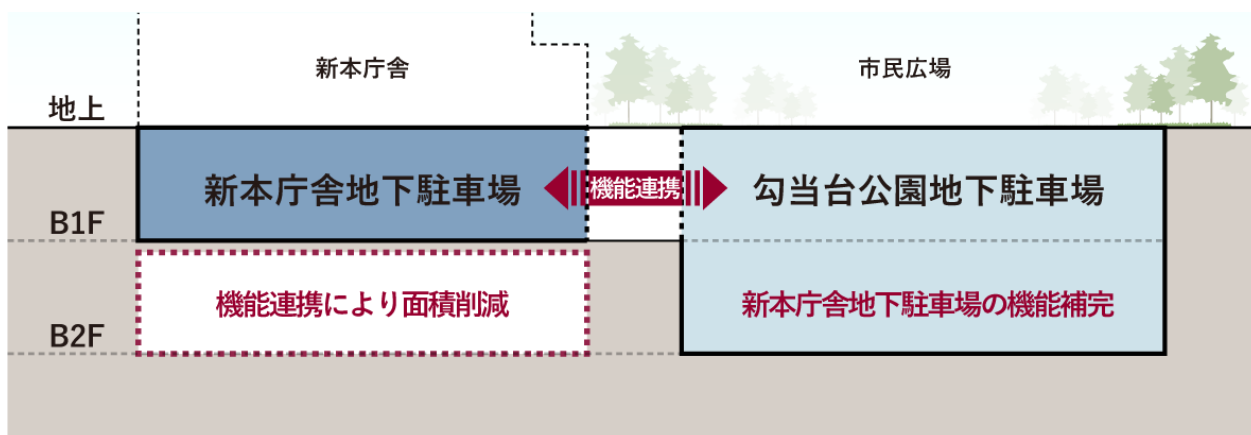 新本庁舎
市民広場
地上
新本庁舎地下駐車場
機能連携
勾当台公園地下駐車場
B1F
機能連携により面積削減
新本庁舎地下駐車場の機能補完
B2F